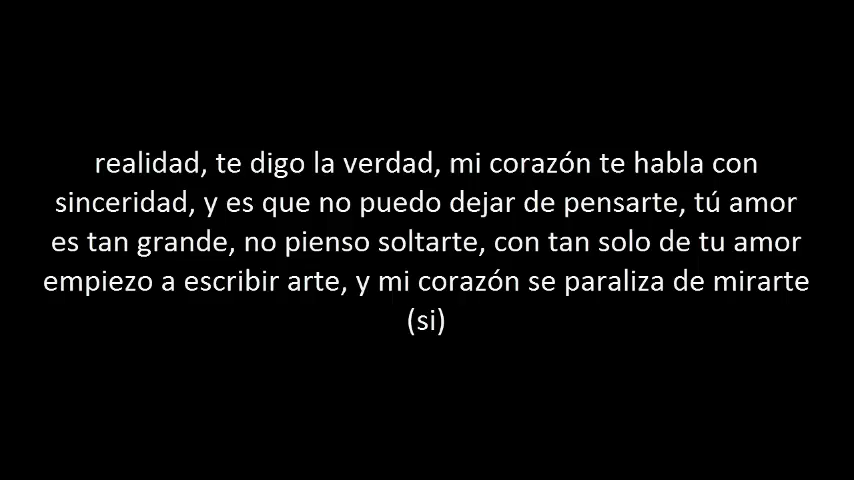 realidad, te digo la verdad, mi corazón te habla con
sinceridad, y es que no puedo dejar de pensarte, tú amor
es tan grande, no pienso soltarte, con tan solo de tu amor
empiezo a escribir arte, y mi corazón se paraliza de mirarte
(si)